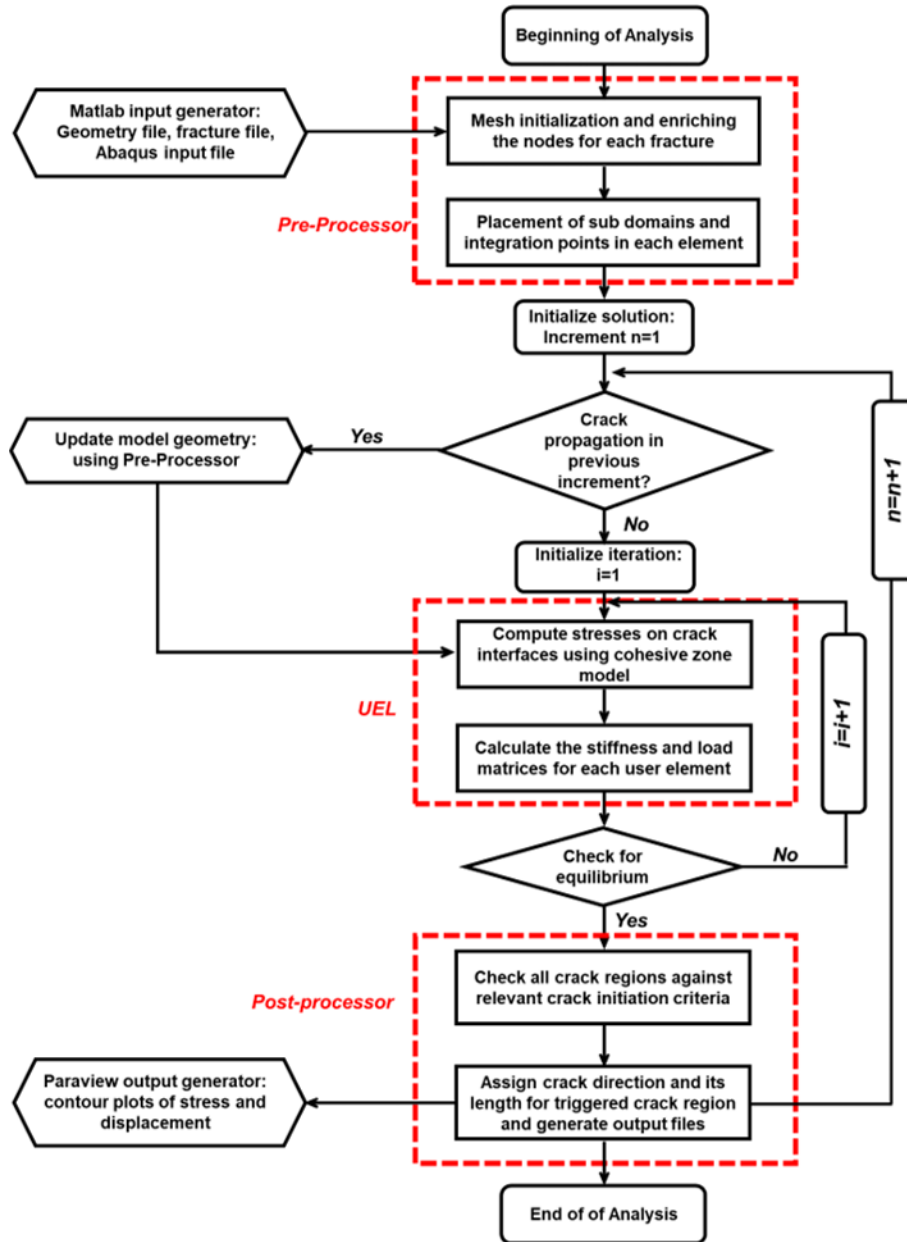 Beginning of Analysis
Matlab input generator:
Geometry file, fracture file,
Abaqus input file
Mesh initialization and enriching
the nodes for each fracture
Pre-Processor
Placement of sub domains and
integration points in each element
Initialize solution:
Increment n=1
Crack
propagation in
previous
increment?
Yes
Update model geometry:
using Pre-Processor
No
n=n+1
Initialize iteration:
i=1
Compute stresses on crack
interfaces using cohesive zone
model
UEL
i=i+1
Calculate the stiffness and load
matrices for each user element
Check for
equilibrium
No
Yes
Check all crack regions against
relevant crack initiation criteria
Post-processor
Paraview output generator:
contour plots of stress and
displacement
Assign crack direction and its
length for triggered crack region
and generate output files
End of of Analysis